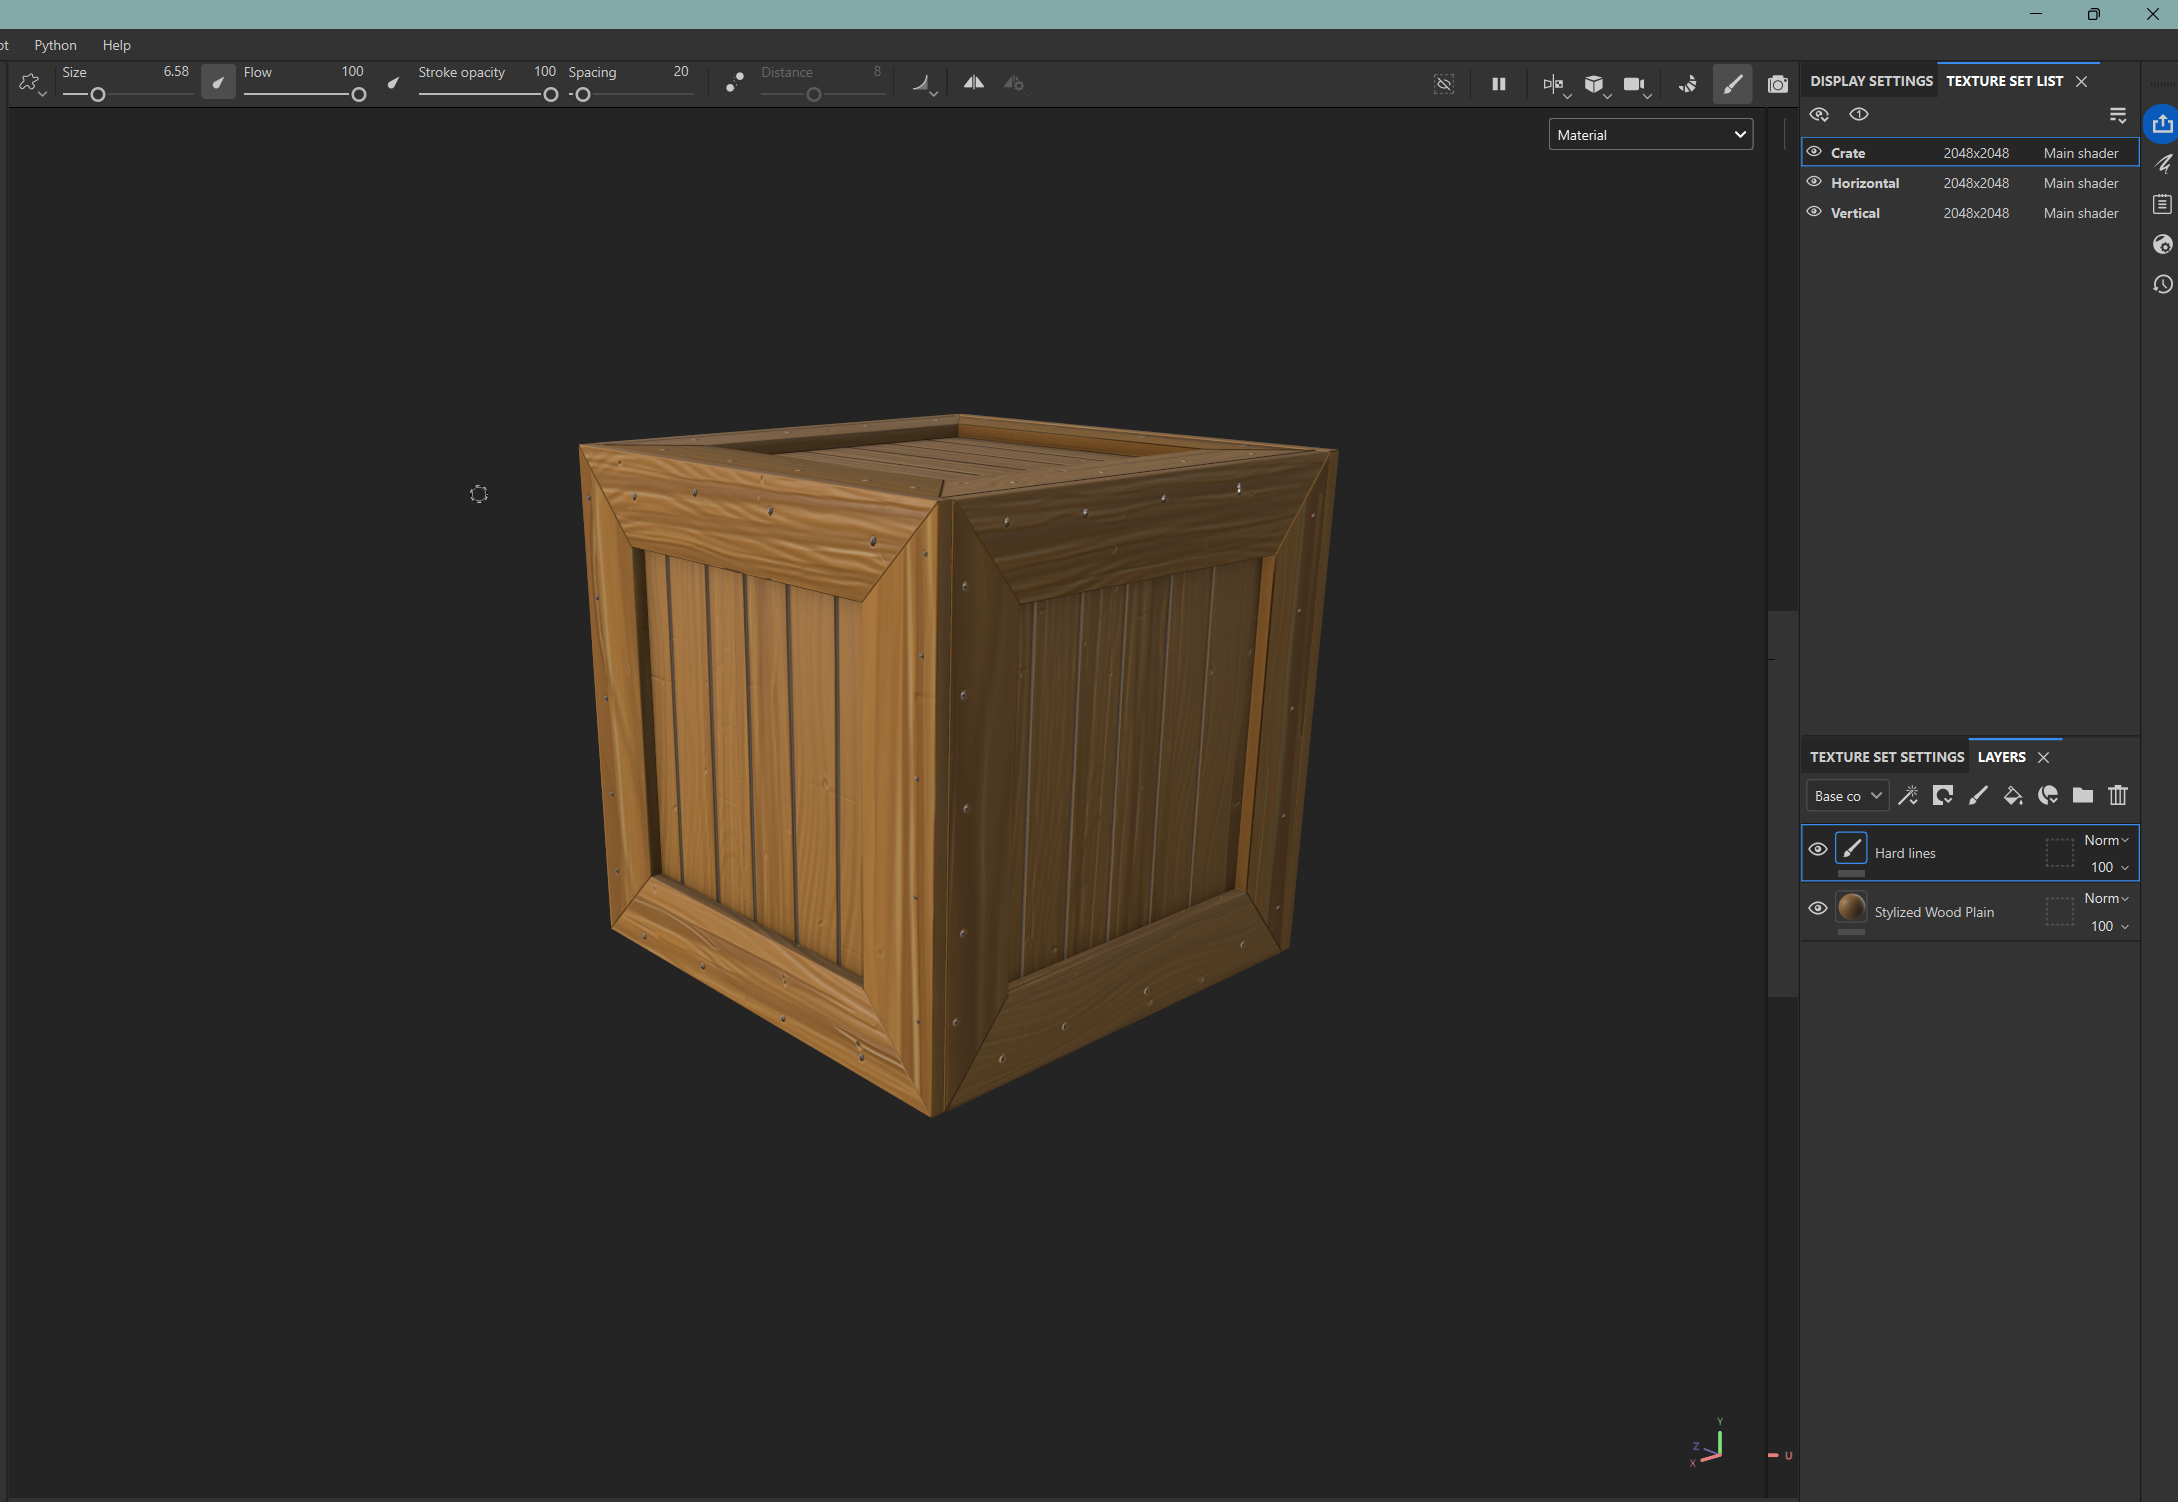 ot Python Help
Size 6.58 Flow 100 Stroke opacity 100 Spacing 20 Distance 8
DISPLAY SETTINGS TEXTURE SET LIST
1
Material
Crate 2048x2048 Main shader
Horizontal 2048x2048 Main shader
Vertical 2048x2048 Main shader
TEXTURE SET SETTINGS LAYERS
Base co
Norm
Hard lines
100
Norm
Stylized Wood Plain
100
Y
Z
X
U